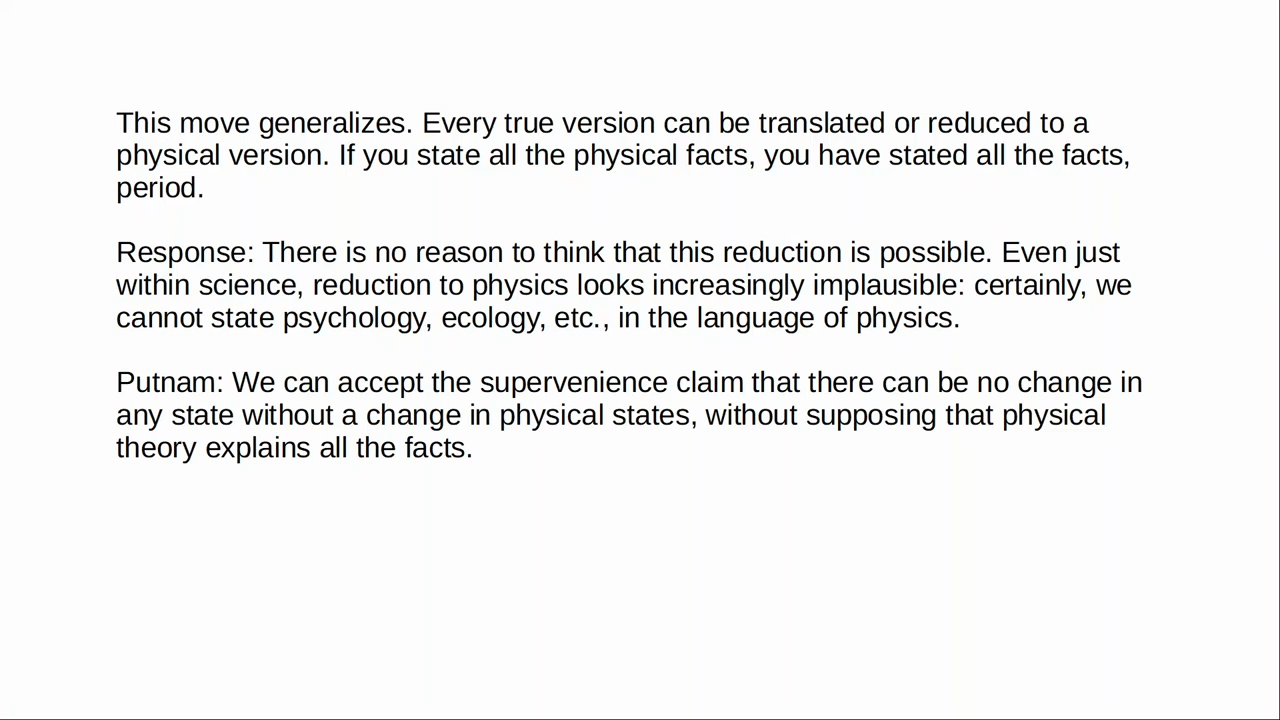 This move generalizes. Every true version can be translated or reduced to a
physical version. If you state all the physical facts, you have stated all the facts,
period.
Response: There is no reason to think that this reduction is possible. Even just
within science, reduction to physics looks increasingly implausible: certainly, we
cannot state psychology, ecology, etc., in the language of physics.
Putnam: We can accept the supervenience claim that there can be no change in
any state without a change in physical states, without supposing that physical
theory explains all the facts.